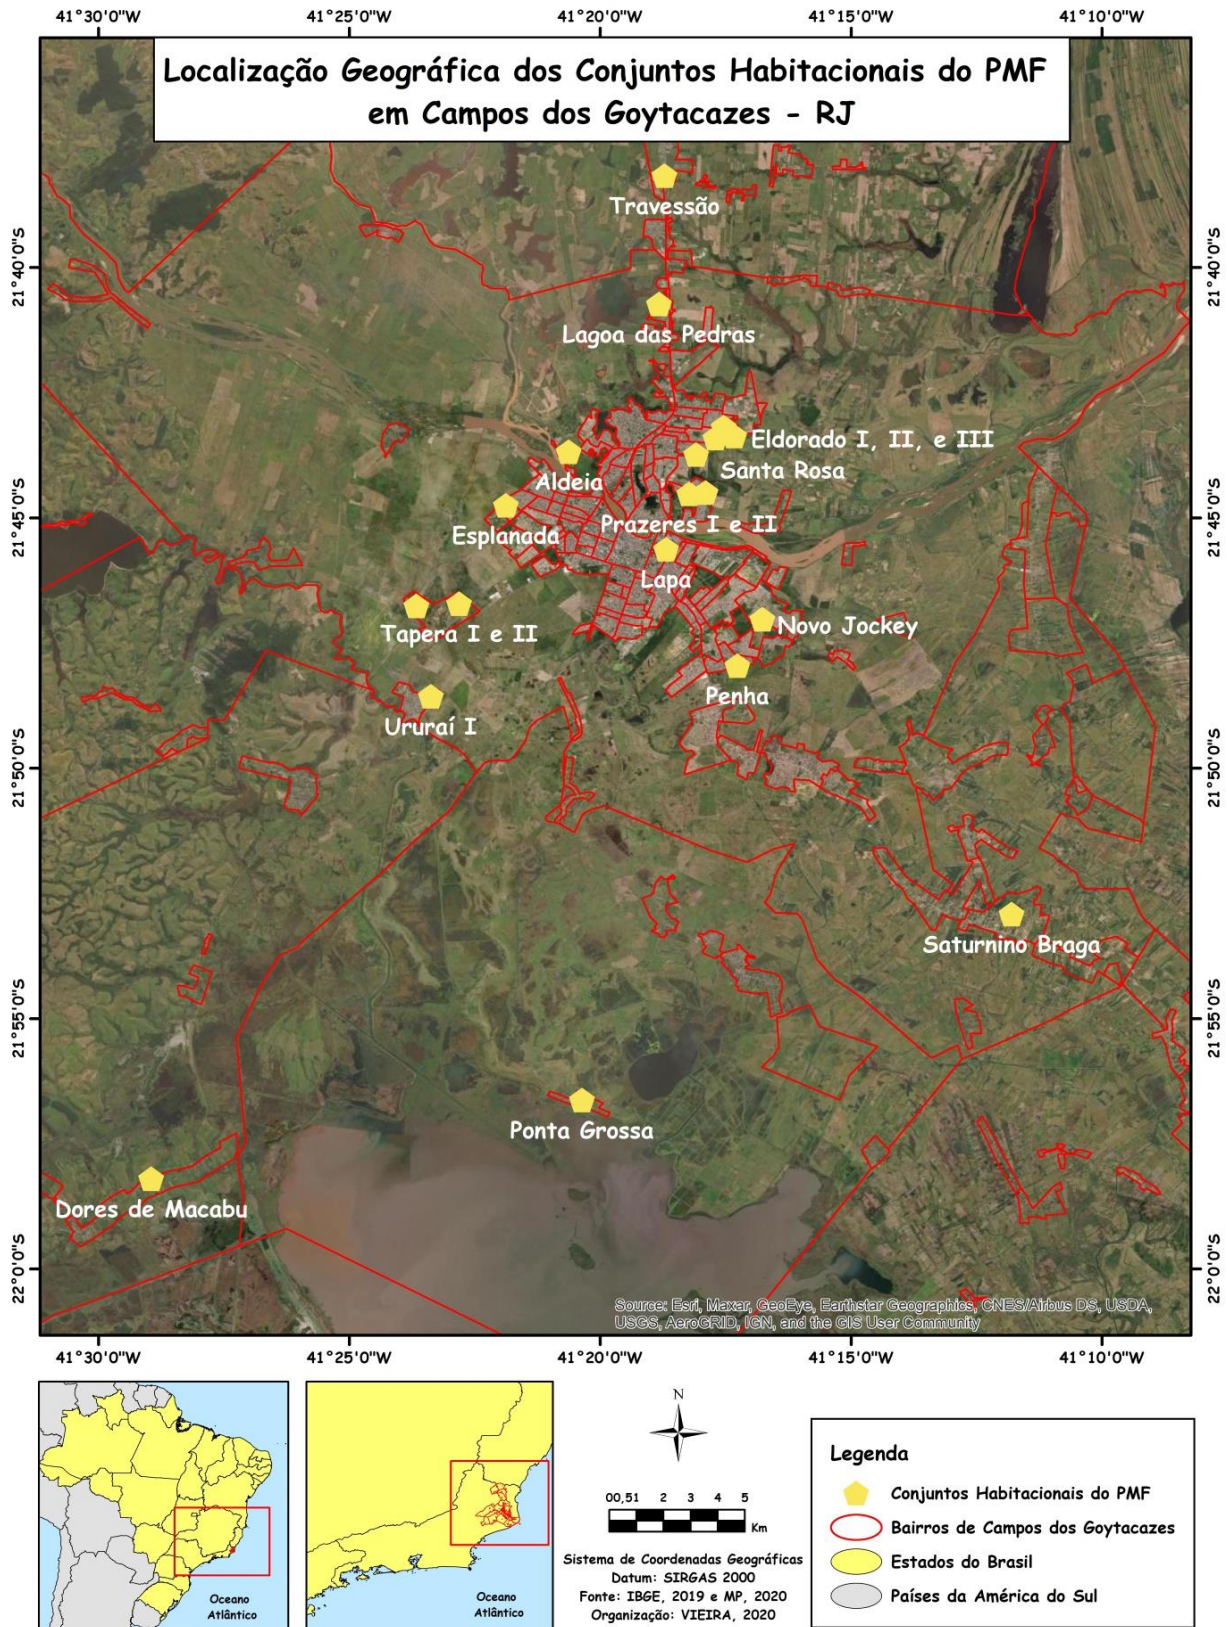 41°30'0"W 41°25'0"W 41°20'0"W 41°15'0"W 41°10'0"W
Localização Geográfica dos Conjuntos Habitacionais do PMF
em Campos dos Goytacazes - RJ
Travessão
21°40'0"S 21°40'0"S
Lagoa das Pedras
Eldorado I, II, e III
Santa Rosa
Aldeia
21°45'0"S 21°45'0"S
Prazeres I e II
Esplanada
Lapa
Novo Jockey
Tapera I e II
Penha
Ururaí I
21°50'0"S 21°50'0"S
Saturnino Braga
21°55'0"S 21°55'0"S
Ponta Grossa
Dores de Macabu
22°0'0"S 22°0'0"S
Source: Esri, Maxar, GeoEye, Earthstar Geographics, CNES/Airbus DS, USDA,
USGS, AeroGRID, IGN, and the GIS User Community
41°30'0"W 41°25'0"W 41°20'0"W 41°15'0"W 41°10'0"W
Oceano
Atlântico
Oceano
Atlântico
N
00,51 2 3 4 5
Km
Sistema de Coordenadas Geográficas
Datum: SIRGAS 2000
Fonte: IBGE, 2019 e MP, 2020
Organização: VIEIRA, 2020
Legenda
Conjuntos Habitacionais do PMF
Bairros de Campos dos Goytacazes
Estados do Brasil
Países da América do Sul